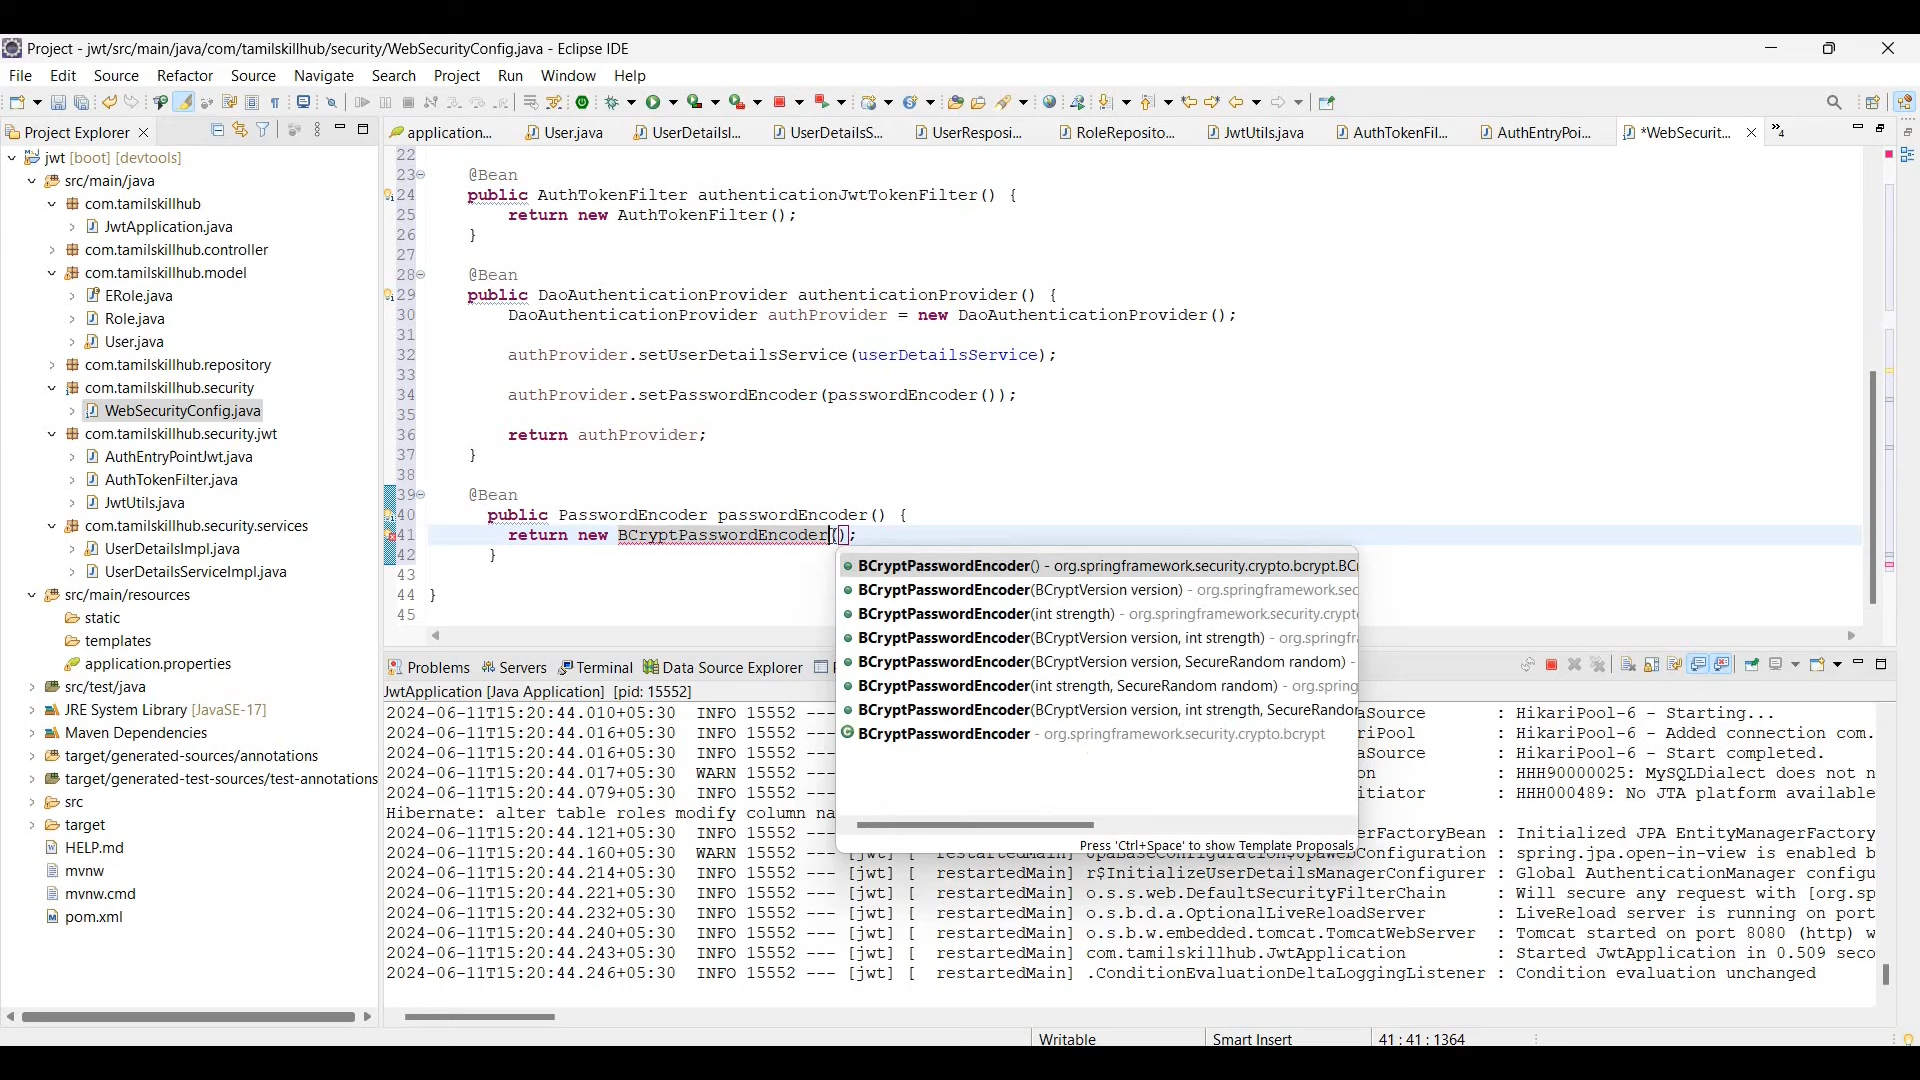 Project - jwt/src/main/java/com/tamilskillhub/security/WebSecurityConfig.java - Eclipse IDE
File Edit Source Refactor Source Navigate Search Project Run Window Help
Project Explorer
application...
User.java
UserDetailsI...
UserDetailsS...
UserResposi...
RoleReposito...
JwtUtils.java
AuthTokenFil...
AuthEntryPoi...
*WebSecurit...
»4
jwt [boot] [devtools]
src/main/java
com.tamilskillhub
JwtApplication.java
com.tamilskillhub.controller
com.tamilskillhub.model
ERole.java
Role.java
User.java
com.tamilskillhub.repository
com.tamilskillhub.security
WebSecurityConfig.java
com.tamilskillhub.security.jwt
AuthEntryPointJwt.java
AuthTokenFilter.java
JwtUtils.java
com.tamilskillhub.security.services
UserDetailsImpl.java
UserDetailsServiceImpl.java
src/main/resources
static
templates
application.properties
src/test/java
JRE System Library [JavaSE-17]
Maven Dependencies
target/generated-sources/annotations
target/generated-test-sources/test-annotations
src
target
HELP.md
mvnw
mvnw.cmd
pom.xml
22
23 @Bean
24 public AuthTokenFilter authenticationJwtTokenFilter() {
25 return new AuthTokenFilter();
26 }
27
28 @Bean
29 public DaoAuthenticationProvider authenticationProvider() {
30 DaoAuthenticationProvider authProvider = new DaoAuthenticationProvider();
31
32 authProvider.setUserDetailsService(userDetailsService);
33
34 authProvider.setPasswordEncoder(passwordEncoder());
35
36 return authProvider;
37 }
38
39 @Bean
40 public PasswordEncoder passwordEncoder() {
41 return new BCryptPasswordEncoder();
42 }
43
44 }
45
BCryptPasswordEncoder() - org.springframework.security.crypto.bcrypt.BC
BCryptPasswordEncoder(BCryptVersion version) - org.springframework.sec
BCryptPasswordEncoder(int strength) - org.springframework.security.crypt
BCryptPasswordEncoder(BCryptVersion version, int strength) - org.springfr
BCryptPasswordEncoder(BCryptVersion version, SecureRandom random) -
BCryptPasswordEncoder(int strength, SecureRandom random) - org.spring
BCryptPasswordEncoder(BCryptVersion version, int strength, SecureRandor
BCryptPasswordEncoder - org.springframework.security.crypto.bcrypt
Press 'Ctrl+Space' to show Template Proposals
Problems Servers Terminal Data Source Explorer
JwtApplication [Java Application] [pid: 15552]
2024-06-11T15:20:44.010+05:30 INFO 15552 --- aSource : HikariPool-6 - Starting...
2024-06-11T15:20:44.016+05:30 INFO 15552 --- riPool : HikariPool-6 - Added connection com.
2024-06-11T15:20:44.016+05:30 INFO 15552 --- aSource : HikariPool-6 - Start completed.
2024-06-11T15:20:44.017+05:30 WARN 15552 --- on : HHH90000025: MySQLDialect does not n
2024-06-11T15:20:44.079+05:30 INFO 15552 --- itiator : HHH000489: No JTA platform available
Hibernate: alter table roles modify column na
2024-06-11T15:20:44.121+05:30 INFO 15552 --- erFactoryBean : Initialized JPA EntityManagerFactory
2024-06-11T15:20:44.160+05:30 WARN 15552 --- [jwt] [ restartedMain] JpaBaseConfiguration$JpaWebConfiguration : spring.jpa.open-in-view is enabled b
2024-06-11T15:20:44.214+05:30 INFO 15552 --- [jwt] [ restartedMain] r$InitializeUserDetailsManagerConfigurer : Global AuthenticationManager configu
2024-06-11T15:20:44.221+05:30 INFO 15552 --- [jwt] [ restartedMain] o.s.s.web.DefaultSecurityFilterChain : Will secure any request with [org.sp
2024-06-11T15:20:44.232+05:30 INFO 15552 --- [jwt] [ restartedMain] o.s.b.d.a.OptionalLiveReloadServer : LiveReload server is running on port
2024-06-11T15:20:44.240+05:30 INFO 15552 --- [jwt] [ restartedMain] o.s.b.w.embedded.tomcat.TomcatWebServer : Tomcat started on port 8080 (http) w
2024-06-11T15:20:44.243+05:30 INFO 15552 --- [jwt] [ restartedMain] com.tamilskillhub.JwtApplication : Started JwtApplication in 0.509 seco
2024-06-11T15:20:44.246+05:30 INFO 15552 --- [jwt] [ restartedMain] .ConditionEvaluationDeltaLoggingListener : Condition evaluation unchanged
Writable Smart Insert 41 : 41 : 1364